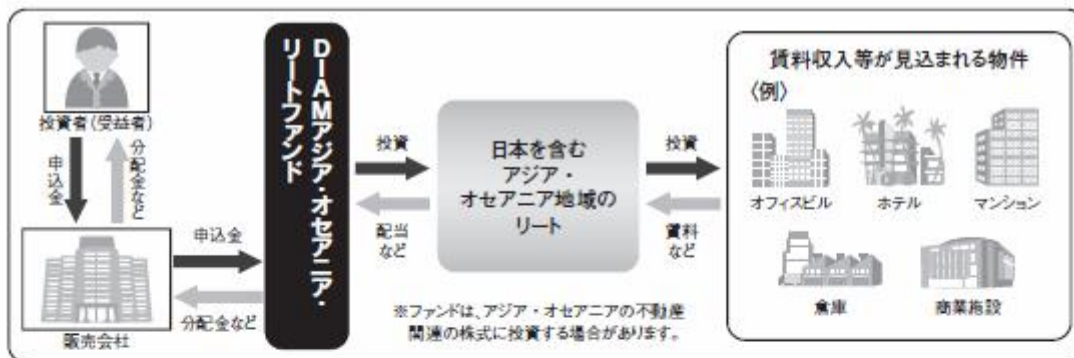 投資者(受益者)
申込金
分配金など
販売会社
申込金
分配金など
DIAMアジア・オセアニア・
リートファンド
投資
配当
など
日本を含む
アジア・
オセアニア地域の
リート
※ファンドは、アジア・オセアニアの不動産
関連の株式に投資する場合があります。
投資
賃料
など
賃料収入等が見込まれる物件
〈例〉
オフィスビル
ホテル
マンション
倉庫
商業施設